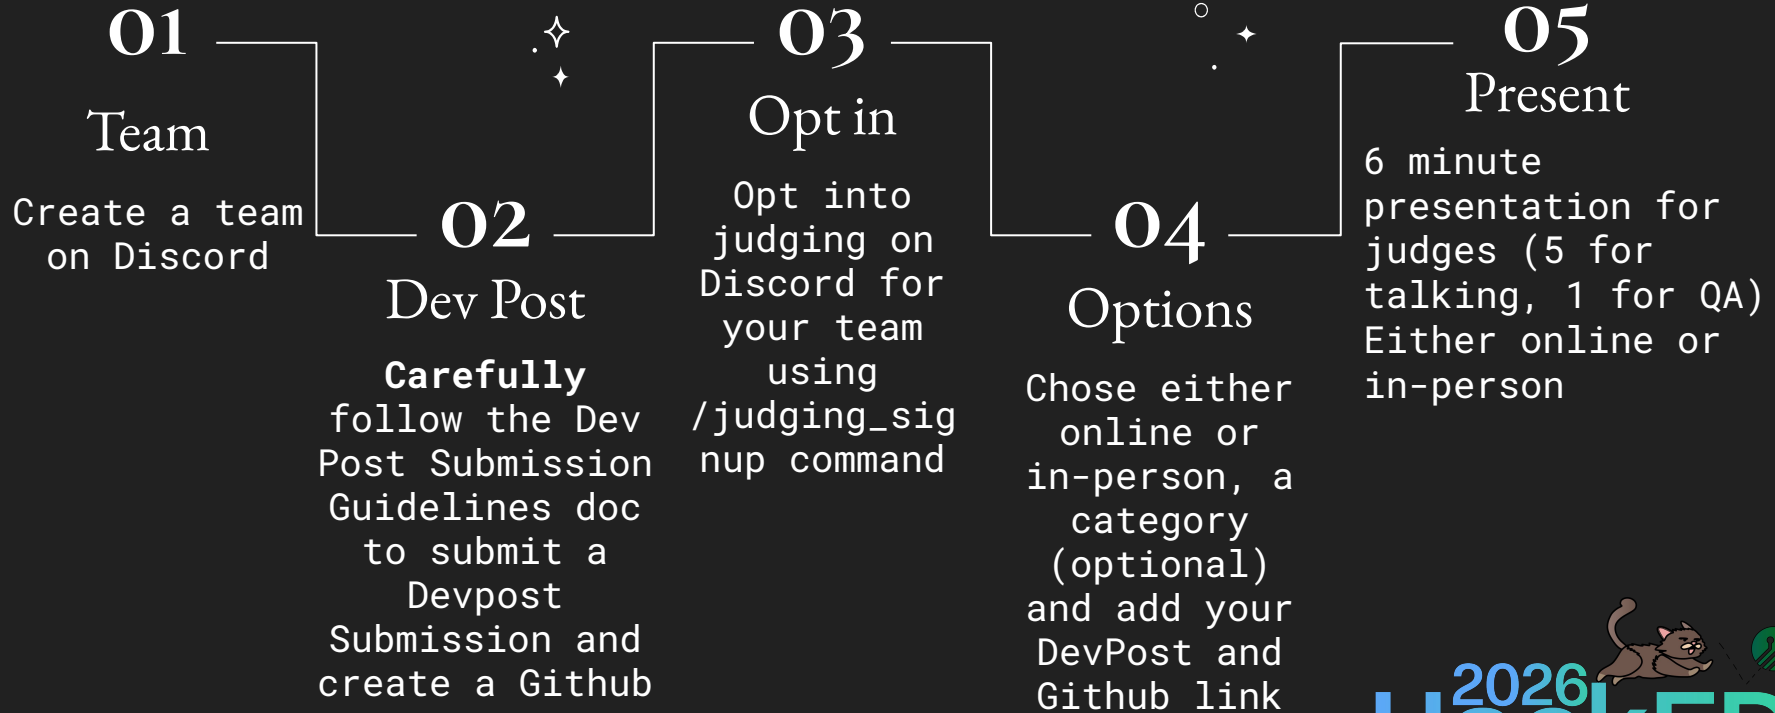 01
Team
Create a team
on Discord
02
Dev Post
Carefully
follow the Dev
Post Submission
Guidelines doc
to submit a
Devpost
Submission and
create a Github
03
Opt in
Opt into
judging on
Discord for
your team
using
/judging_sig
nup command
04
Options
Chose either
online or
in-person, a
category
(optional)
and add your
DevPost and
Github link
05
Present
6 minute
presentation for
judges (5 for
talking, 1 for QA)
Either online or
in-person
2026
HackED